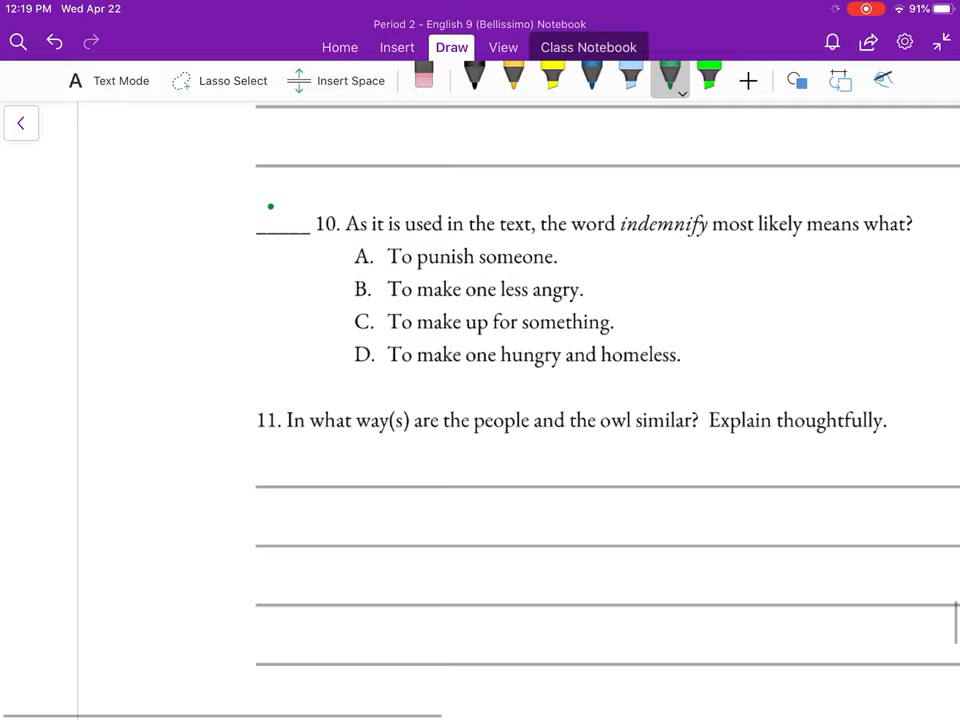 12:19 PM Wed Apr 22
91%
Period 2 - English 9 (Bellissimo) Notebook
Home Insert Draw View Class Notebook
A Text Mode Lasso Select Insert Space
_____ 10. As it is used in the text, the word indemnify most likely means what?
A. To punish someone.
B. To make one less angry.
C. To make up for something.
D. To make one hungry and homeless.
11. In what way(s) are the people and the owl similar? Explain thoughtfully.